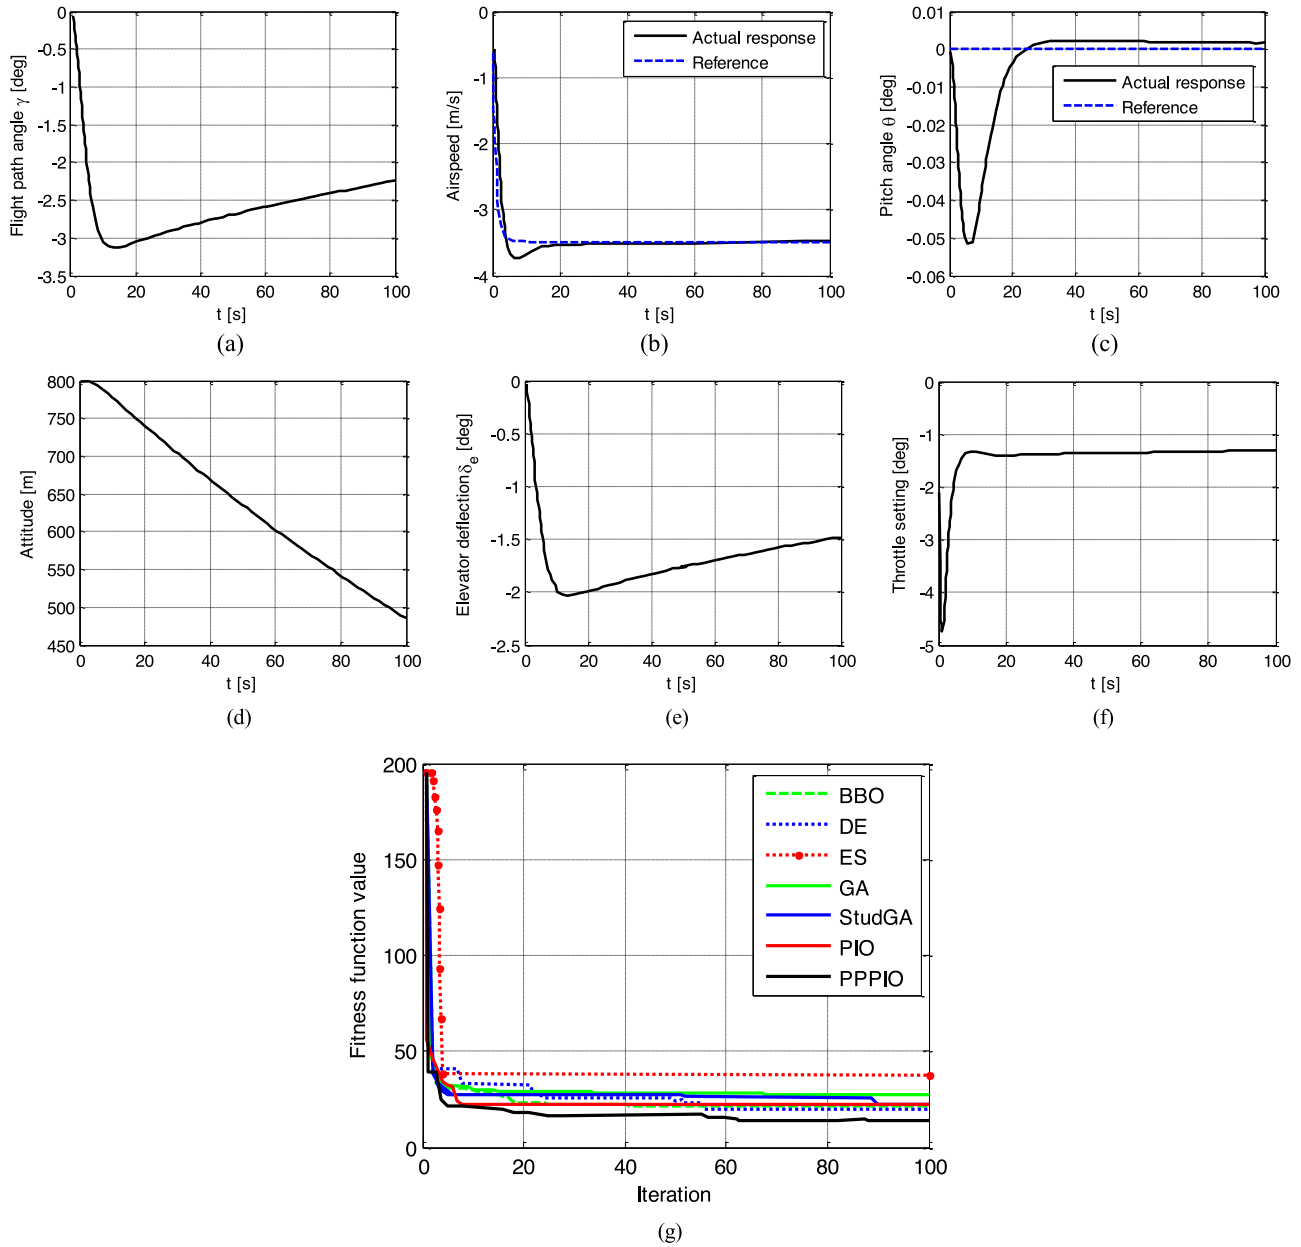 0
-0.5
-1
-1.5
-2
-2.5
-3
-3.5
Flight path angle γ [deg]
0 20 40 60 80 100
t [s]
(a)
0
-1
-2
-3
-4
Airspeed [m/s]
Actual response
Reference
0 20 40 60 80 100
t [s]
(b)
0.01
0
-0.01
-0.02
-0.03
-0.04
-0.05
-0.06
Pitch angle θ [deg]
Actual response
Reference
0 20 40 60 80 100
t [s]
(c)
800
750
700
650
600
550
500
450
Attitude [m]
0 20 40 60 80 100
t [s]
(d)
0
-0.5
-1
-1.5
-2
-2.5
Elevator deflection δ_e [deg]
0 20 40 60 80 100
t [s]
(e)
0
-1
-2
-3
-4
-5
Throttle setting [deg]
0 20 40 60 80 100
t [s]
(f)
200
150
100
50
0
Fitness function value
BBO
DE
ES
GA
StudGA
PIO
PPPIO
0 20 40 60 80 100
Iteration
(g)